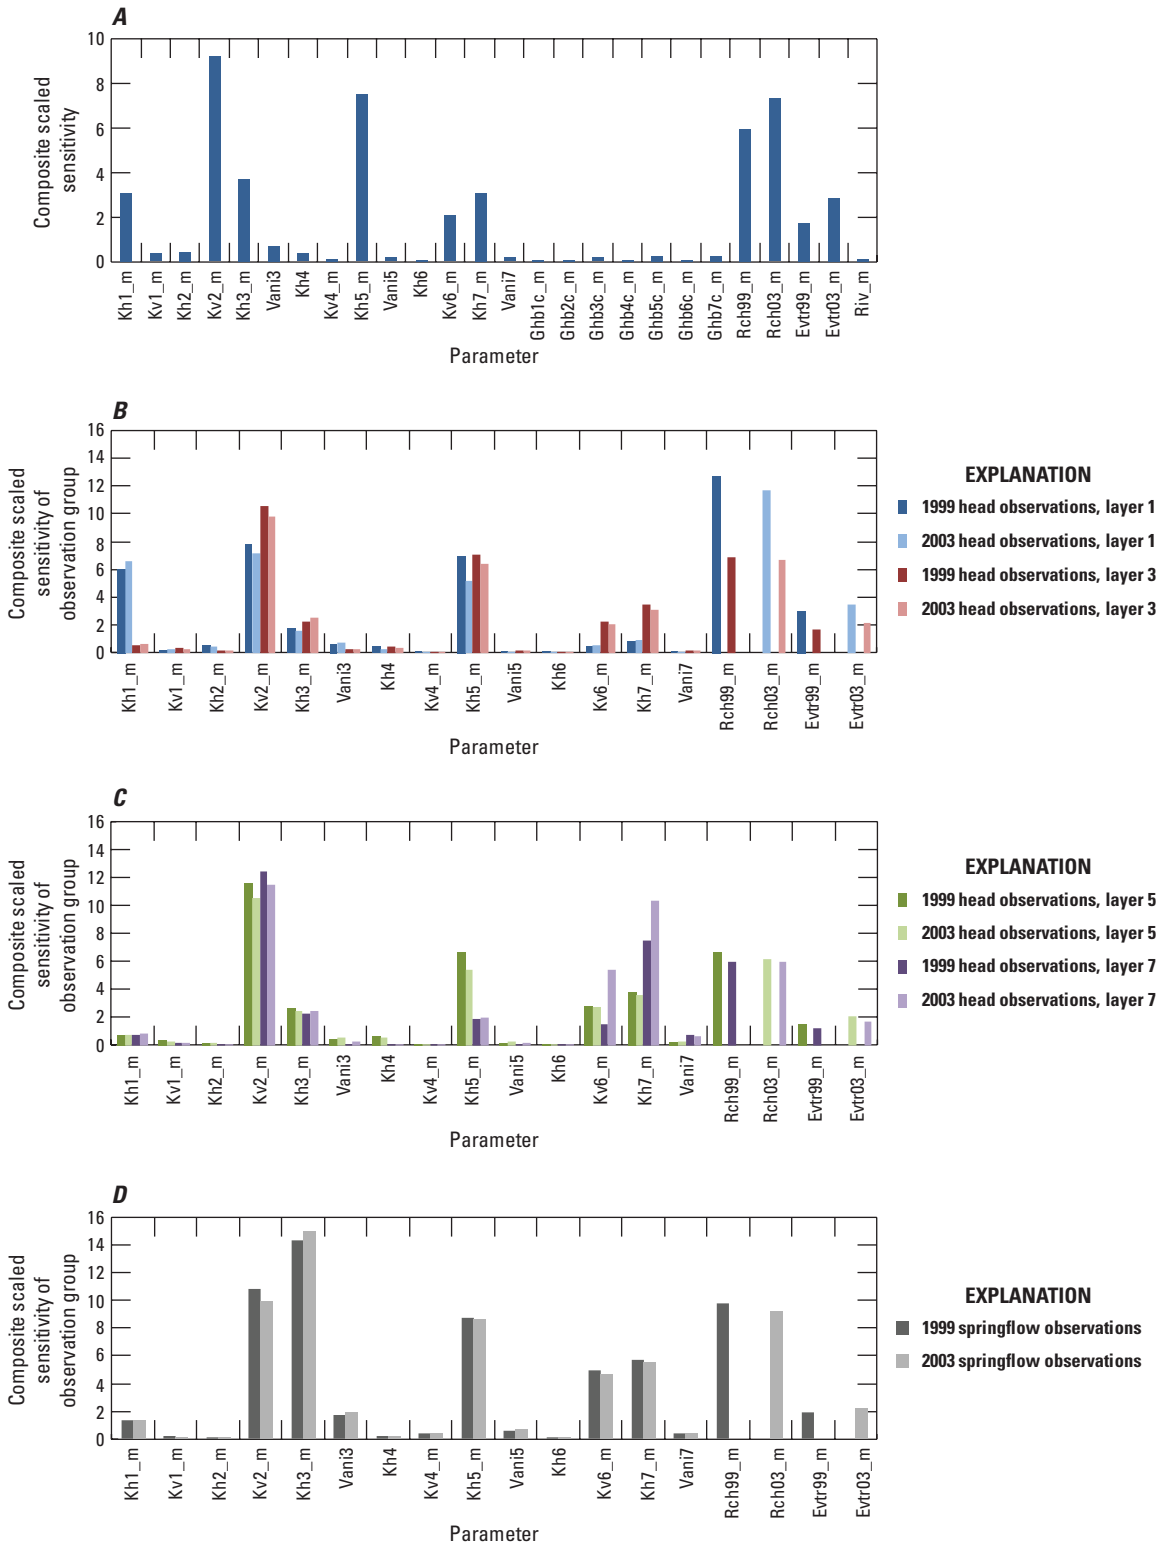 A
10
8
6
4
2
0
Composite scaled
sensitivity
Kh1_m
Kv1_m
Kh2_m
Kv2_m
Kh3_m
Vani3
Kh4
Kv4_m
Kh5_m
Vani5
Kh6
Kv6_m
Kh7_m
Vani7
Ghb1c_m
Ghb2c_m
Ghb3c_m
Ghb4c_m
Ghb5c_m
Ghb6c_m
Ghb7c_m
Rch99_m
Rch03_m
Evtr99_m
Evtr03_m
Riv_m
Parameter
B
16
14
12
10
8
6
4
2
0
Composite scaled
sensitivity of
observation group
Kh1_m
Kv1_m
Kh2_m
Kv2_m
Kh3_m
Vani3
Kh4
Kv4_m
Kh5_m
Vani5
Kh6
Kv6_m
Kh7_m
Vani7
Rch99_m
Rch03_m
Evtr99_m
Evtr03_m
Parameter
EXPLANATION
1999 head observations, layer 1
2003 head observations, layer 1
1999 head observations, layer 3
2003 head observations, layer 3
C
16
14
12
10
8
6
4
2
0
Composite scaled
sensitivity of
observation group
Kh1_m
Kv1_m
Kh2_m
Kv2_m
Kh3_m
Vani3
Kh4
Kv4_m
Kh5_m
Vani5
Kh6
Kv6_m
Kh7_m
Vani7
Rch99_m
Rch03_m
Evtr99_m
Evtr03_m
Parameter
EXPLANATION
1999 head observations, layer 5
2003 head observations, layer 5
1999 head observations, layer 7
2003 head observations, layer 7
D
16
14
12
10
8
6
4
2
0
Composite scaled
sensitivity of
observation group
Kh1_m
Kv1_m
Kh2_m
Kv2_m
Kh3_m
Vani3
Kh4
Kv4_m
Kh5_m
Vani5
Kh6
Kv6_m
Kh7_m
Vani7
Rch99_m
Rch03_m
Evtr99_m
Evtr03_m
Parameter
EXPLANATION
1999 springflow observations
2003 springflow observations